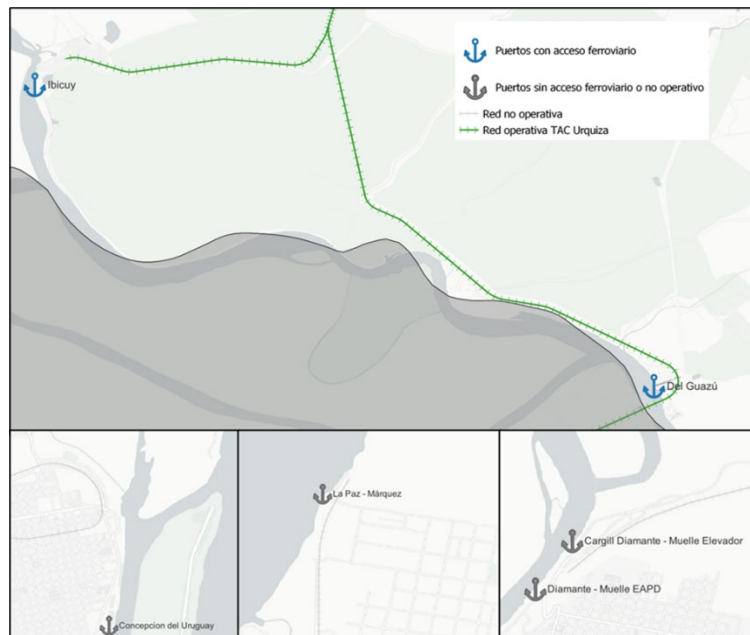 Puertos con acceso ferroviario
Puertos sin acceso ferroviario o no operativo
Red no operativa
Red operativa TAC Urquiza
Ibicuy
Del Guazú
Concepcion del Uruguay
La Paz - Márquez
Cargill Diamante - Muelle Elevador
Diamante - Muelle EAPD